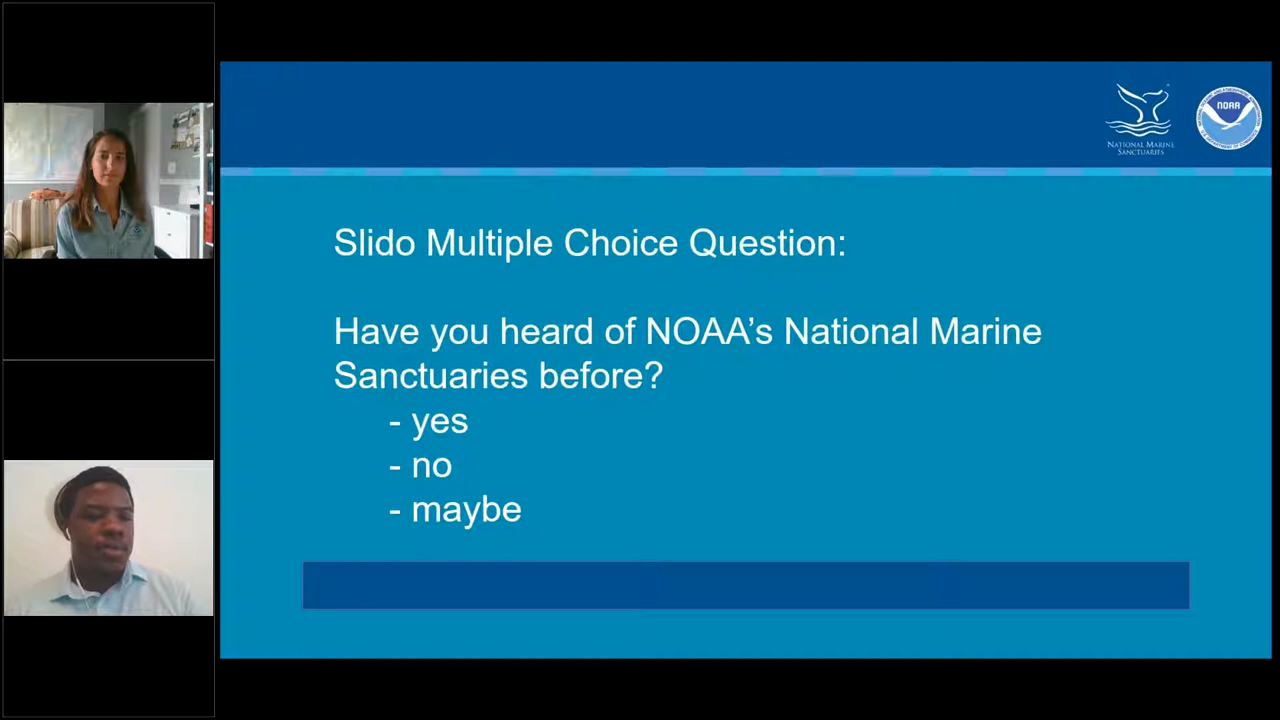 NATIONAL MARINE
SANCTUARIES
NOAA
Slido Multiple Choice Question:
Have you heard of NOAA’s National Marine
Sanctuaries before?
- yes
- no
- maybe